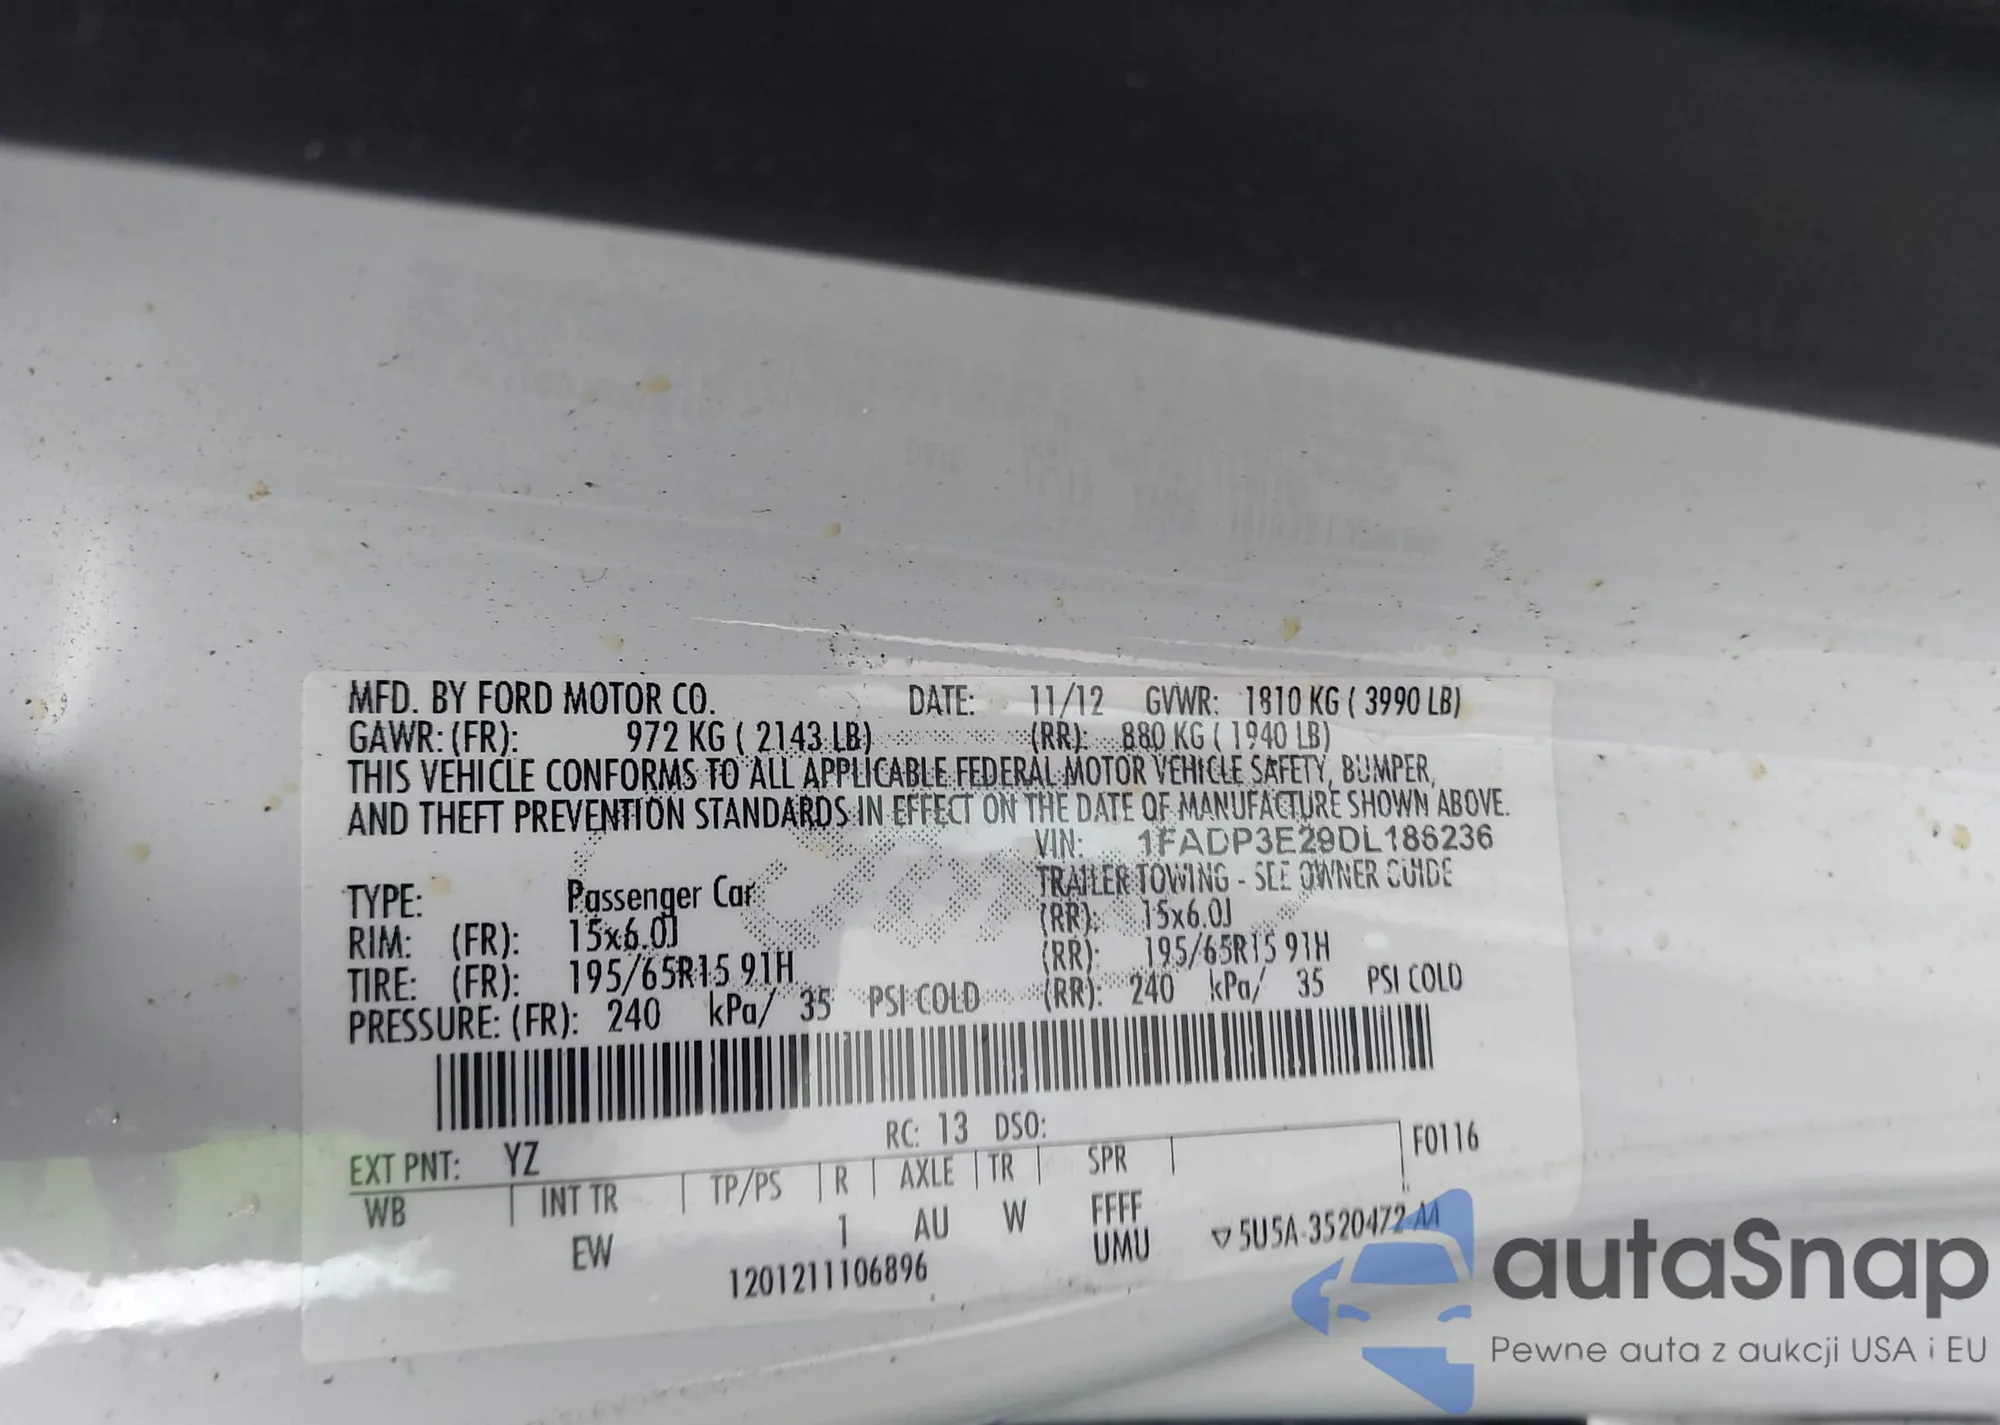 MFD. BY FORD MOTOR CO. DATE: 11/12 GVWR: 1810 KG ( 3990 LB)
GAWR: (FR): 972 KG ( 2143 LB) (RR): 880 KG ( 1940 LB)
THIS VEHICLE CONFORMS TO ALL APPLICABLE FEDERAL MOTOR VEHICLE SAFETY, BUMPER,
AND THEFT PREVENTION STANDARDS IN EFFECT ON THE DATE OF MANUFACTURE SHOWN ABOVE.
VIN: 1FADP3E29DL186236
TYPE: Passenger Car TRAILER TOWING - SEE OWNER GUIDE
RIM: (FR): 15x6.0J (RR): 15x6.0J
TIRE: (FR): 195/65R15 91H (RR): 195/65R15 91H
PRESSURE: (FR): 240 kPa/ 35 PSI COLD (RR): 240 kPa/ 35 PSI COLD
RC: 13 DSO:
EXT PNT: YZ F0116
WB INT TR TP/PS R AXLE TR SPR
EW 1 AU W FFFF
UMU ▽5U5A-3520472-AA
1201211106896
autaSnap
Pewne auta z aukcji USA i EU